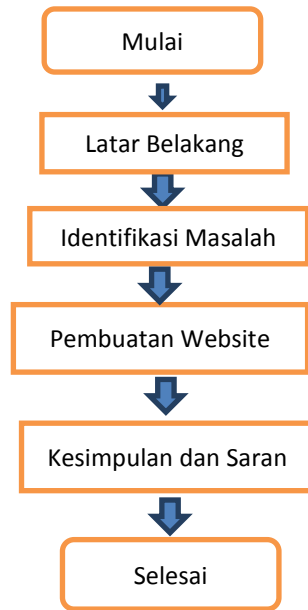 Mulai
Latar Belakang
Identifikasi Masalah
Pembuatan Website
Kesimpulan dan Saran
Selesai